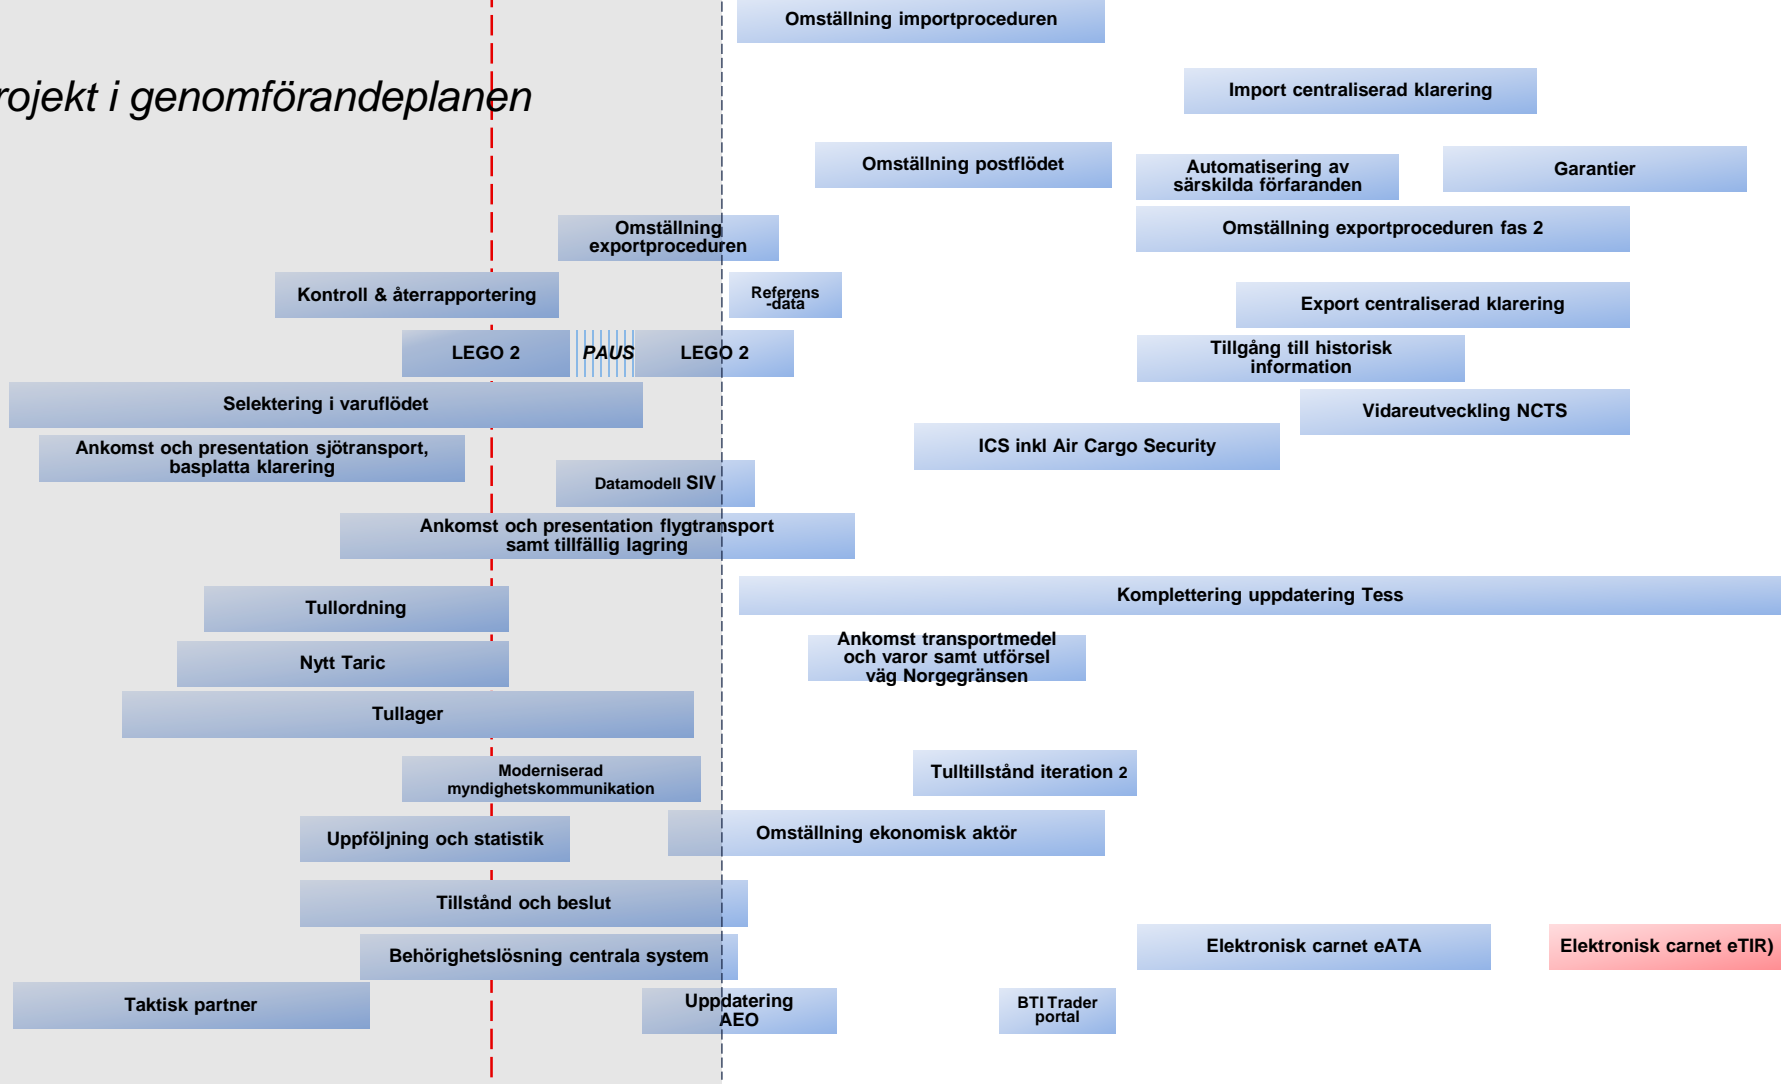 Omställning importproceduren
rojekt i genomförandeplanen
Import centraliserad klarering
Omställning postflödet
Automatisering av
särskilda förfaranden
Garantier
Omställning
exportproceduren
Omställning exportproceduren fas 2
Kontroll & återrapportering
Referens
-data
Export centraliserad klarering
LEGO 2
PAUS
LEGO 2
Tillgång till historisk
information
Selektering i varuflödet
Vidareutveckling NCTS
Ankomst och presentation sjötransport,
basplatta klarering
ICS inkl Air Cargo Security
Datamodell SIV
Ankomst och presentation flygtransport
samt tillfällig lagring
Tullordning
Komplettering uppdatering Tess
Nytt Taric
Ankomst transportmedel
och varor samt utförsel
väg Norgegränsen
Tullager
Moderniserad
myndighetskommunikation
Tulltillstånd iteration 2
Uppföljning och statistik
Omställning ekonomisk aktör
Tillstånd och beslut
Behörighetslösning centrala system
Elektronisk carnet eATA
Elektronisk carnet eTIR)
Taktisk partner
Uppdatering
AEO
BTI Trader
portal